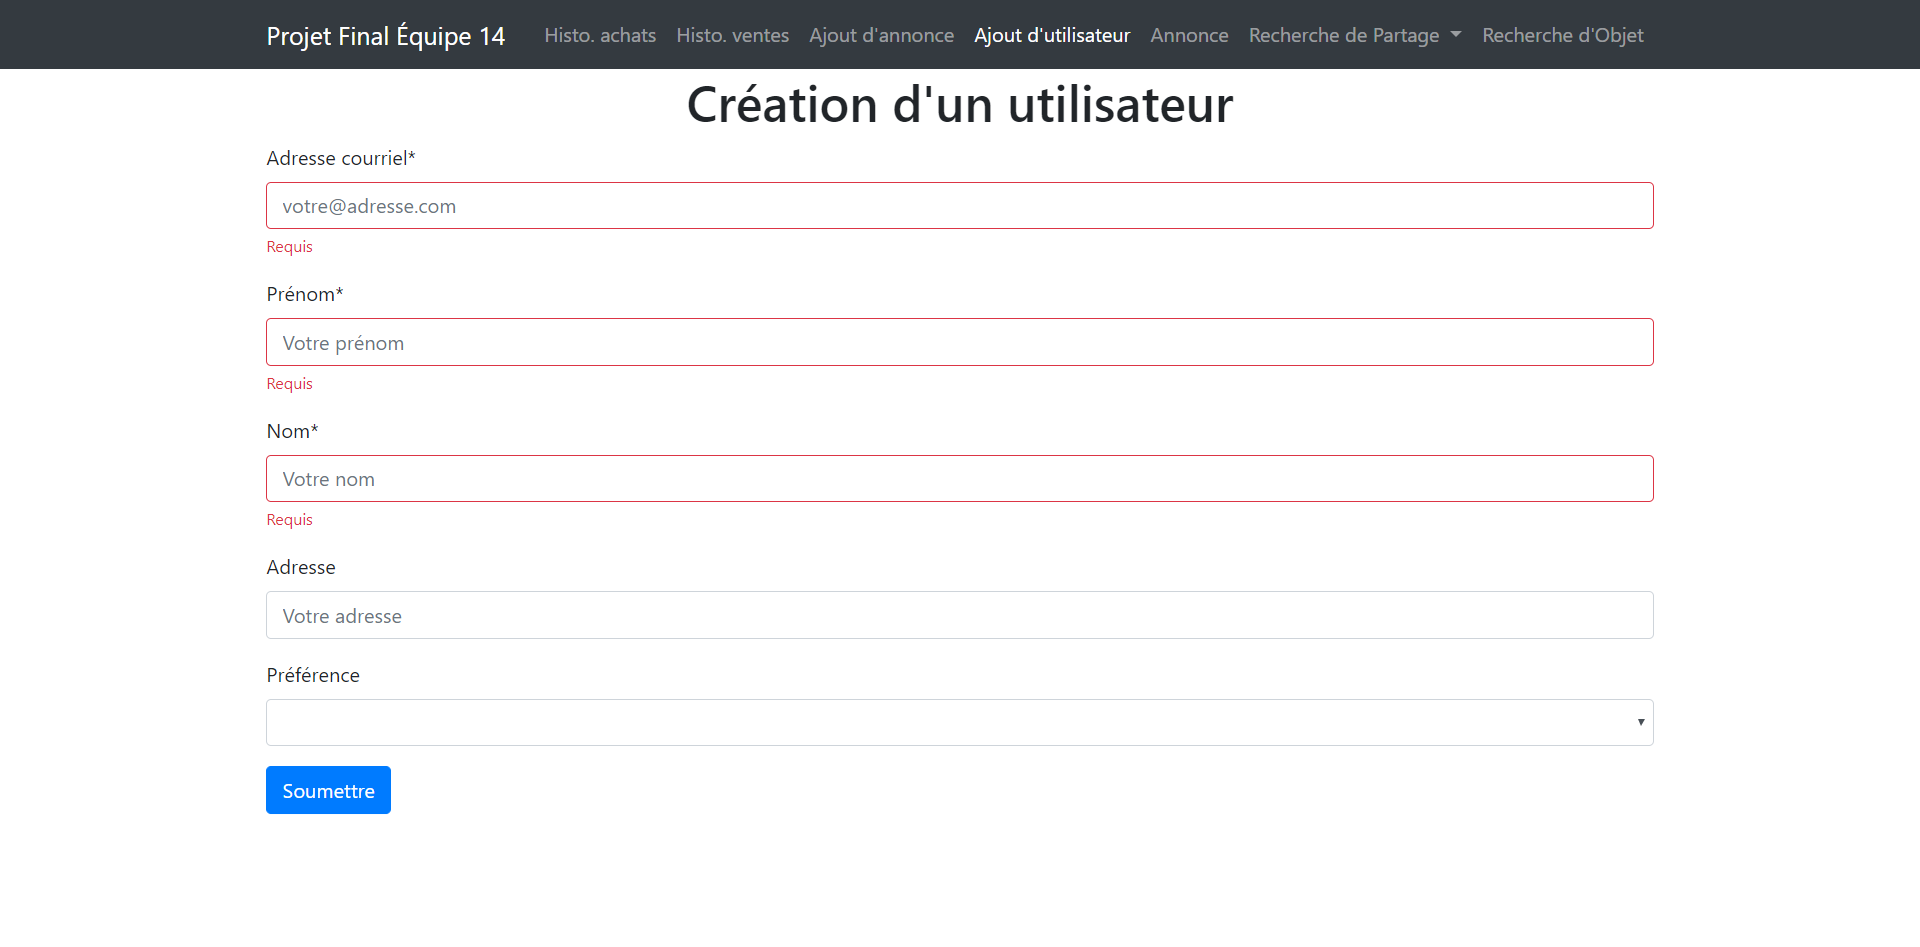 Projet Final Équipe 14 Histo. achats Histo. ventes Ajout d'annonce Ajout d'utilisateur Annonce Recherche de Partage Recherche d'Objet
Création d'un utilisateur
Adresse courriel*
votre@adresse.com
Requis
Prénom*
Votre prénom
Requis
Nom*
Votre nom
Requis
Adresse
Votre adresse
Préférence
Soumettre